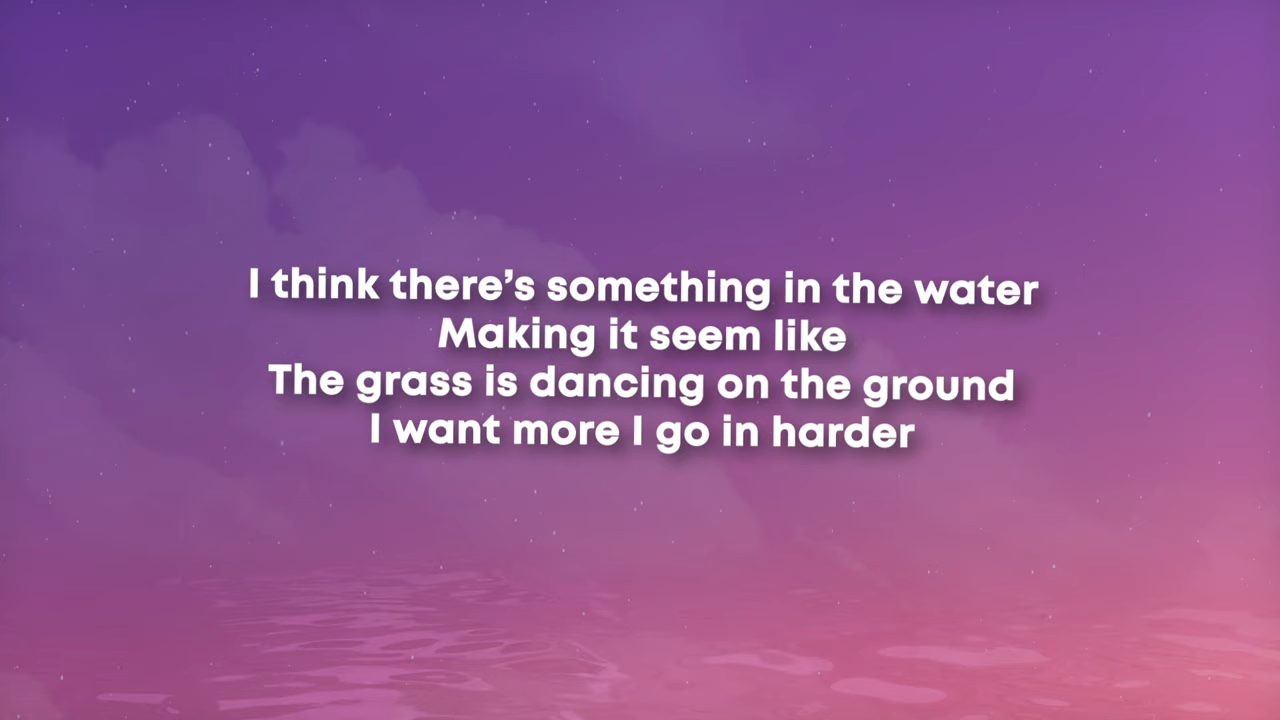 I think there’s something in the water
Making it seem like
The grass is dancing on the ground
I want more I go in harder